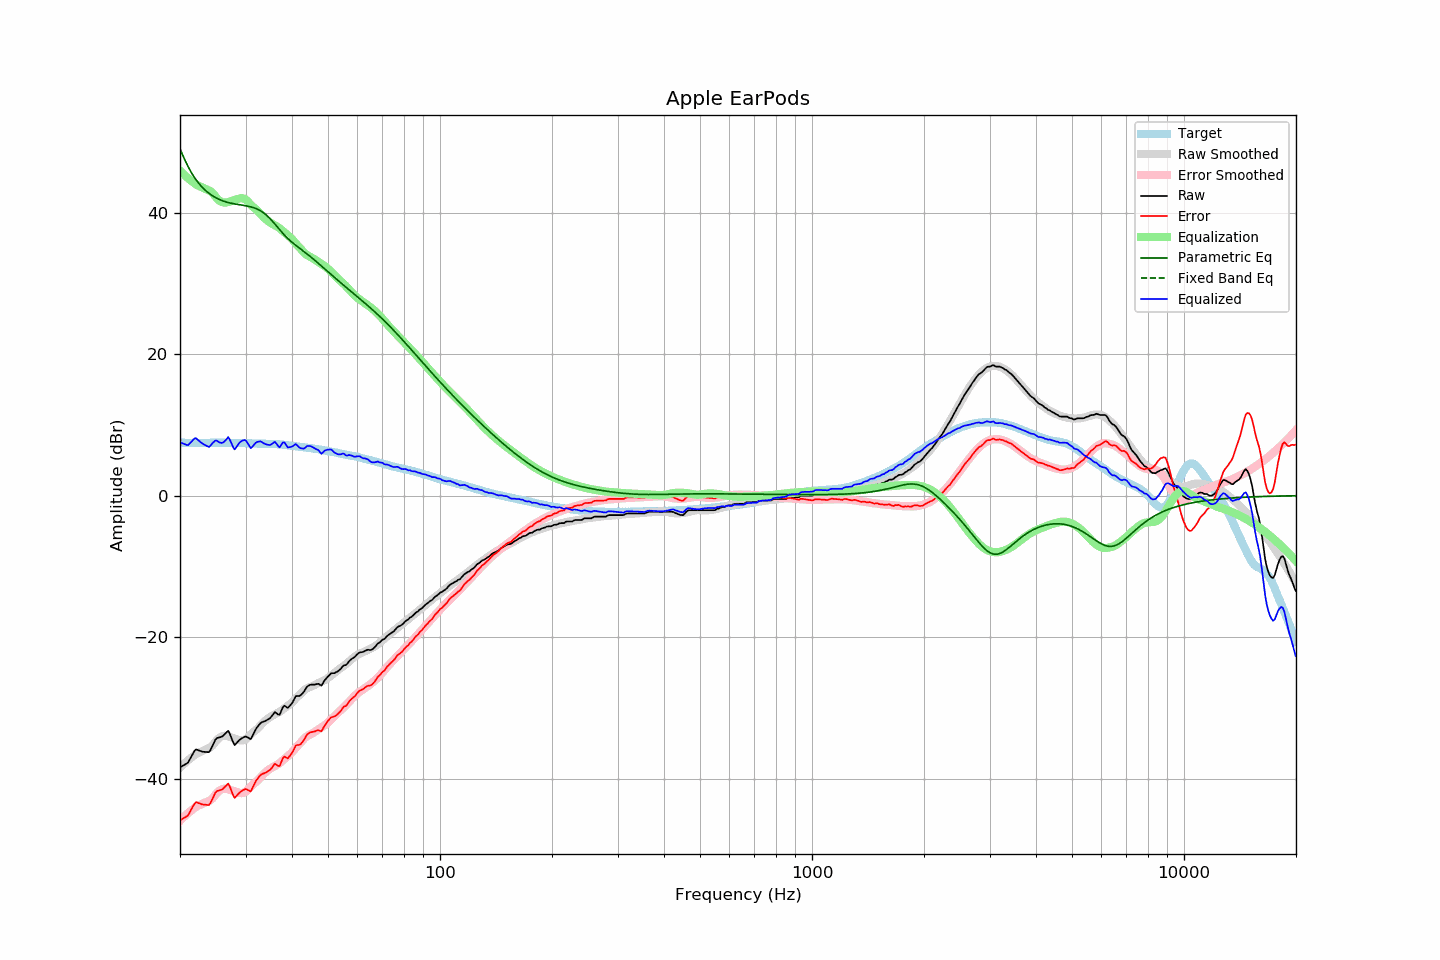 Apple EarPods
Target
Raw Smoothed
Error Smoothed
Raw
Error
Equalization
Parametric Eq
Fixed Band Eq
Equalized
Amplitude (dBr)
40
20
0
−20
−40
100
1000
10000
Frequency (Hz)